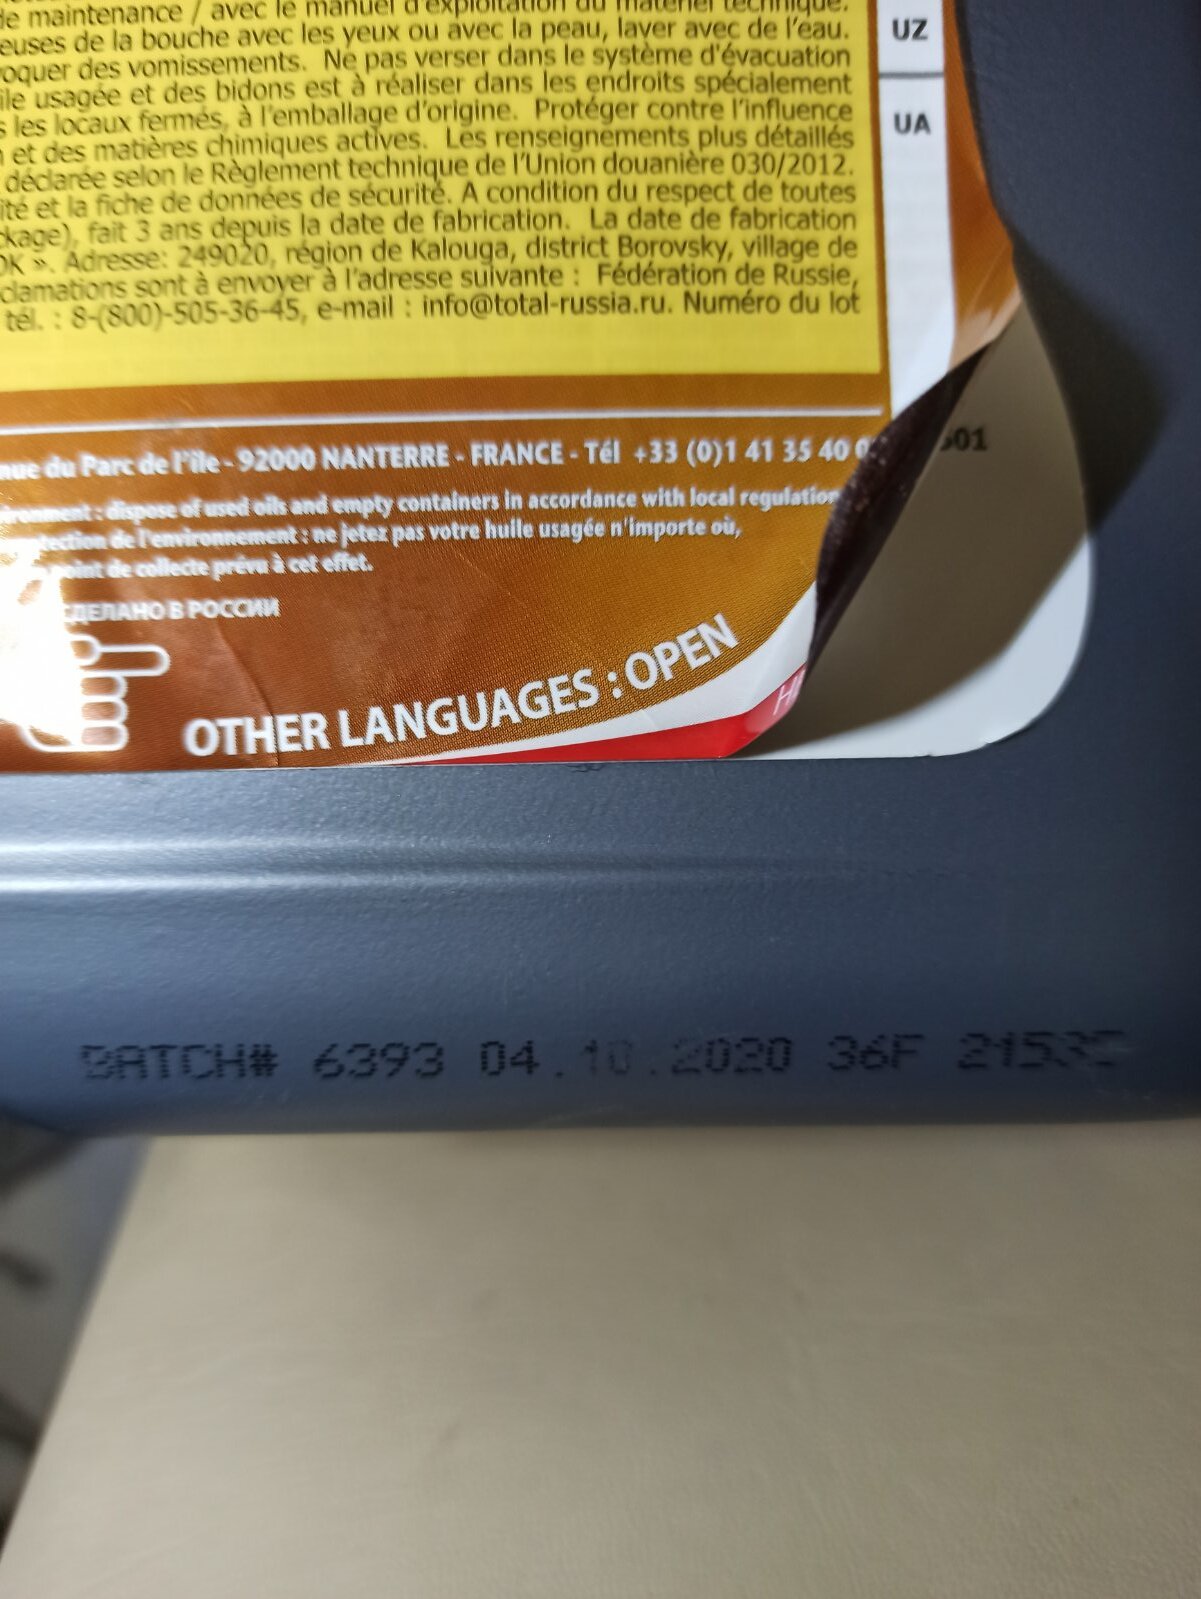 de maintenance / avec le manuel d'exploitation du matériel technique.
euses de la bouche avec les yeux ou avec la peau, laver avec de l'eau.
voquer des vomissements. Ne pas verser dans le système d'évacuation
ile usagée et des bidons est à réaliser dans les endroits spécialement
s les locaux fermés, à l'emballage d'origine. Protéger contre l'influence
n et des matières chimiques actives. Les renseignements plus détaillés
déclarée selon le Règlement technique de l'Union douanière 030/2012.
ité et la fiche de données de sécurité. A condition du respect de toutes
ckage), fait 3 ans depuis la date de fabrication. La date de fabrication
OK ». Adresse: 249020, région de Kalouga, district Borovsky, village de
clamations sont à envoyer à l'adresse suivante : Fédération de Russie,
tél. : 8-(800)-505-36-45, e-mail : info@total-russia.ru. Numéro du lot
UZ
UA
nue du Parc de l'île - 92000 NANTERRE - FRANCE - Tél +33 (0)1 41 35 40 0
501
ironment : dispose of used oils and empty containers in accordance with local regulation
otection de l'environnement : ne jetez pas votre huile usagée n'importe où,
point de collecte prévu à cet effet.
СДЕЛАНО В РОССИИ
OTHER LANGUAGES : OPEN
BATCH# 6393 04.10.2020 36F